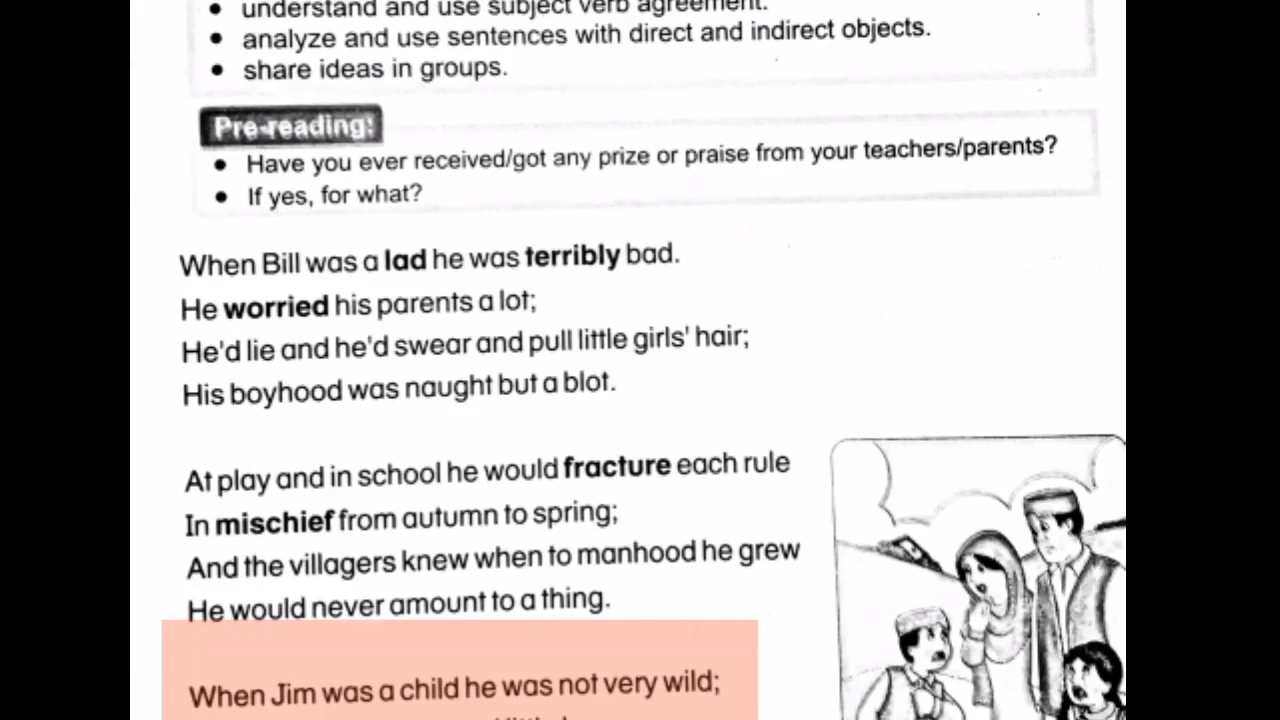 • understand and use subject verb agreement.
• analyze and use sentences with direct and indirect objects.
• share ideas in groups.
Pre-reading:
• Have you ever received/got any prize or praise from your teachers/parents?
• If yes, for what?
When Bill was a lad he was terribly bad.
He worried his parents a lot;
He'd lie and he'd swear and pull little girls' hair;
His boyhood was naught but a blot.
At play and in school he would fracture each rule
In mischief from autumn to spring;
And the villagers knew when to manhood he grew
He would never amount to a thing.
When Jim was a child he was not very wild;